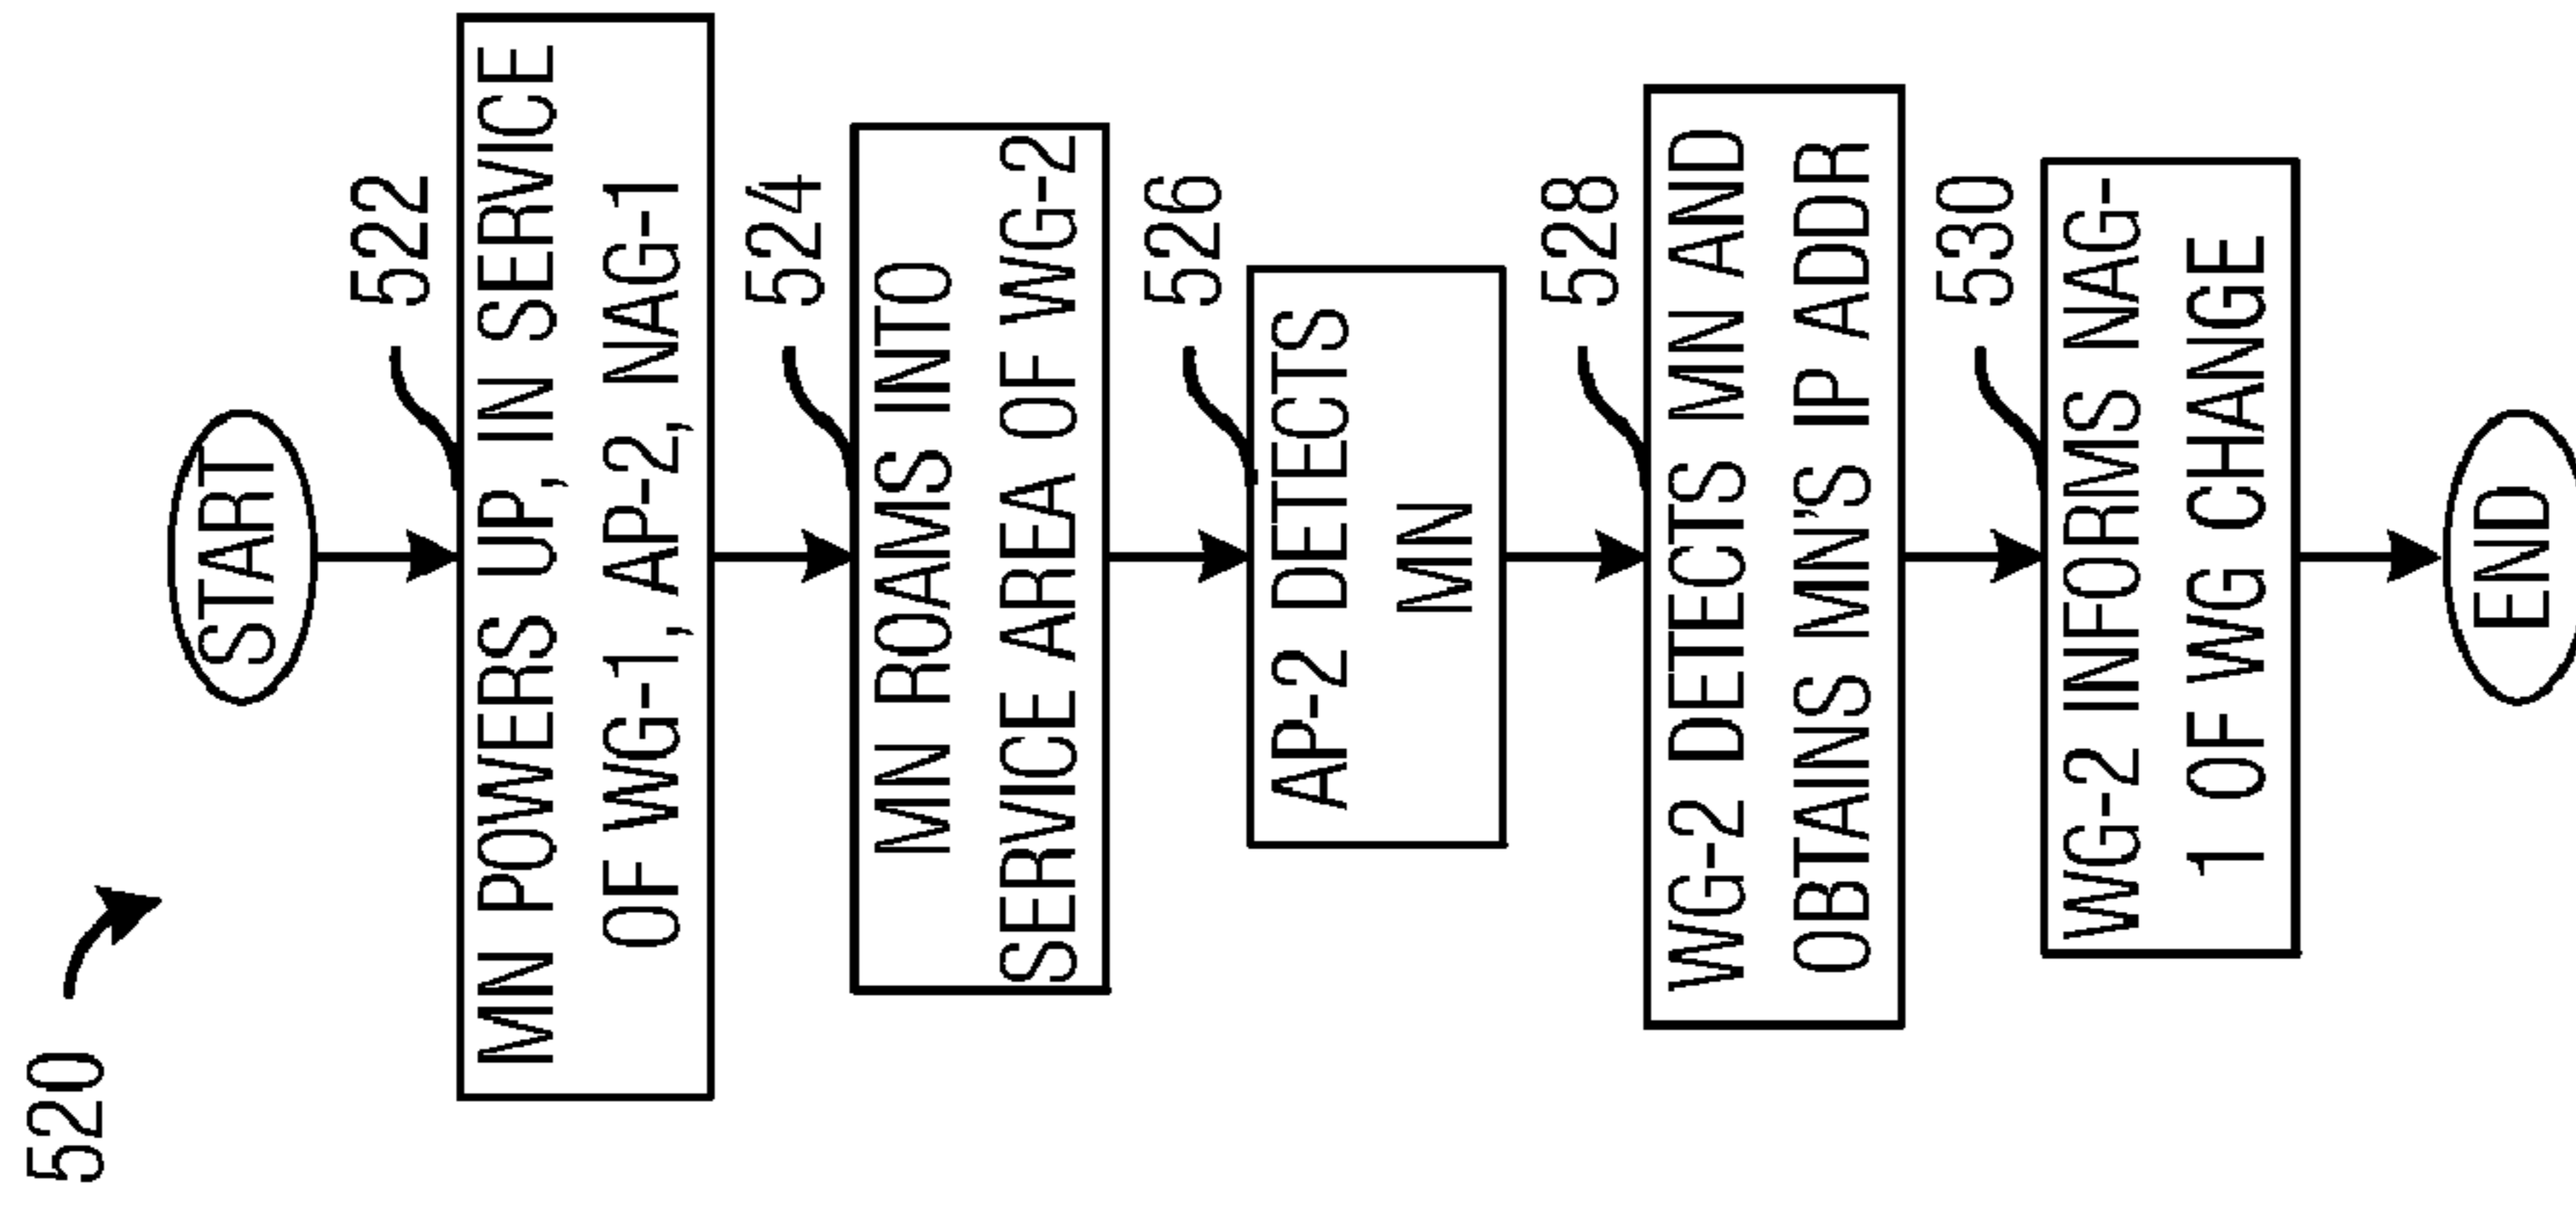 520
START
522
MN POWERS UP, IN SERVICE
OF WG-1, AP-2, NAG-1
524
MN ROAMS INTO
SERVICE AREA OF WG-2
526
AP-2 DETECTS
MN
528
WG-2 DETECTS MN AND
OBTAINS MN'S IP ADDR
530
WG-2 INFORMS NAG-
1 OF WG CHANGE
END